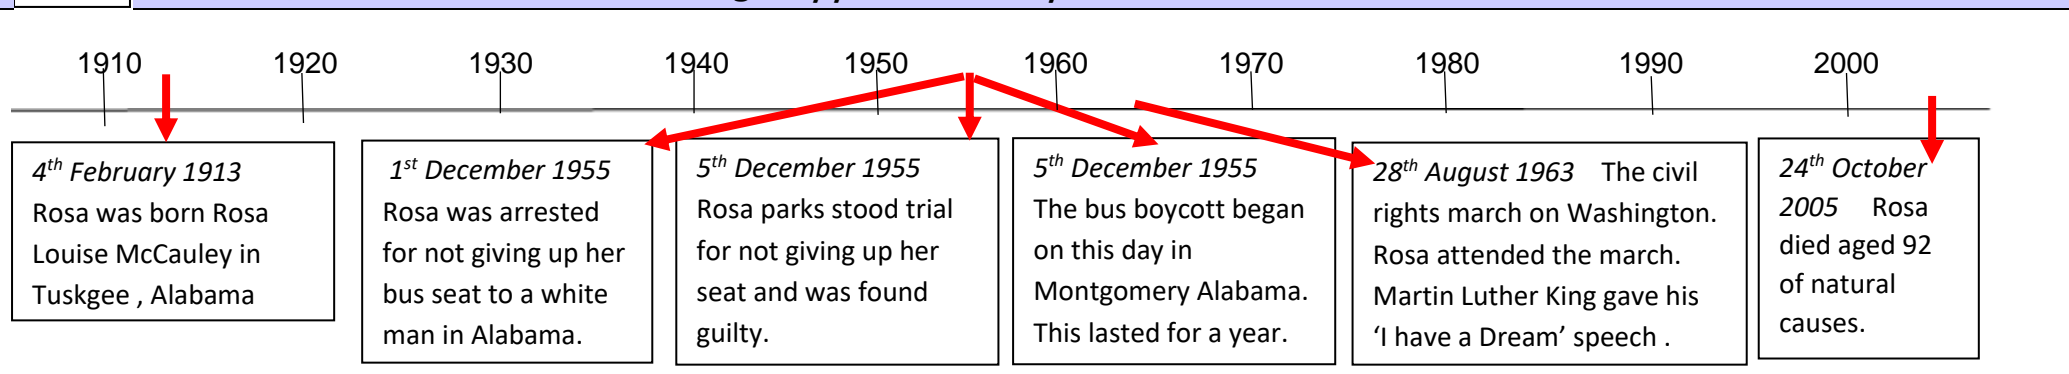 1910 1920 1930 1940 1950 1960 1970 1980 1990 2000
4th February 1913
Rosa was born Rosa
Louise McCauley in
Tuskgee , Alabama
1st December 1955
Rosa was arrested
for not giving up her
bus seat to a white
man in Alabama.
5th December 1955
Rosa parks stood trial
for not giving up her
seat and was found
guilty.
5th December 1955
The bus boycott began
on this day in
Montgomery Alabama.
This lasted for a year.
28th August 1963 The civil
rights march on Washington.
Rosa attended the march.
Martin Luther King gave his
‘I have a Dream’ speech .
24th October
2005 Rosa
died aged 92
of natural
causes.